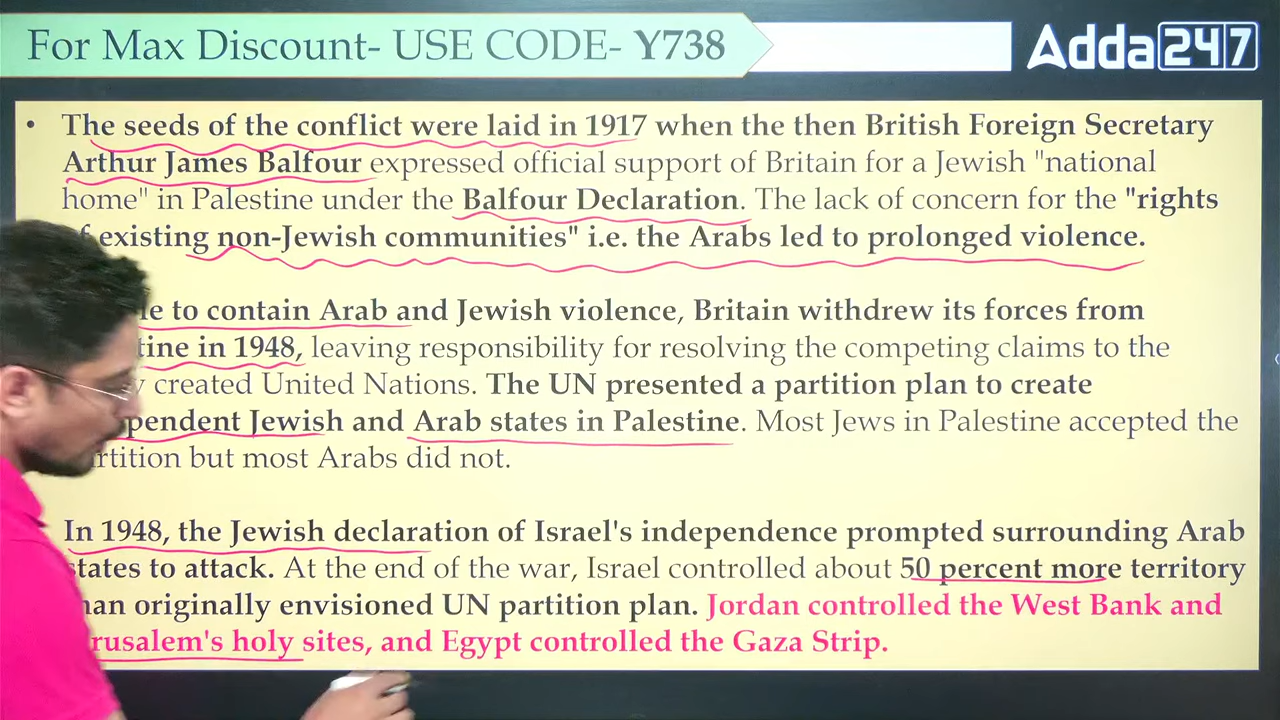 For Max Discount- USE CODE- Y738
Adda247
• The seeds of the conflict were laid in 1917 when the then British Foreign Secretary
Arthur James Balfour expressed official support of Britain for a Jewish "national
home" in Palestine under the Balfour Declaration. The lack of concern for the "rights
of existing non-Jewish communities" i.e. the Arabs led to prolonged violence.
to contain Arab and Jewish violence, Britain withdrew its forces from
in 1948, leaving responsibility for resolving the competing claims to the
created United Nations. The UN presented a partition plan to create
Jewish and Arab states in Palestine. Most Jews in Palestine accepted the
partition but most Arabs did not.
In 1948, the Jewish declaration of Israel's independence prompted surrounding Arab
states to attack. At the end of the war, Israel controlled about 50 percent more territory
than originally envisioned UN partition plan. Jordan controlled the West Bank and
Jerusalem's holy sites, and Egypt controlled the Gaza Strip.